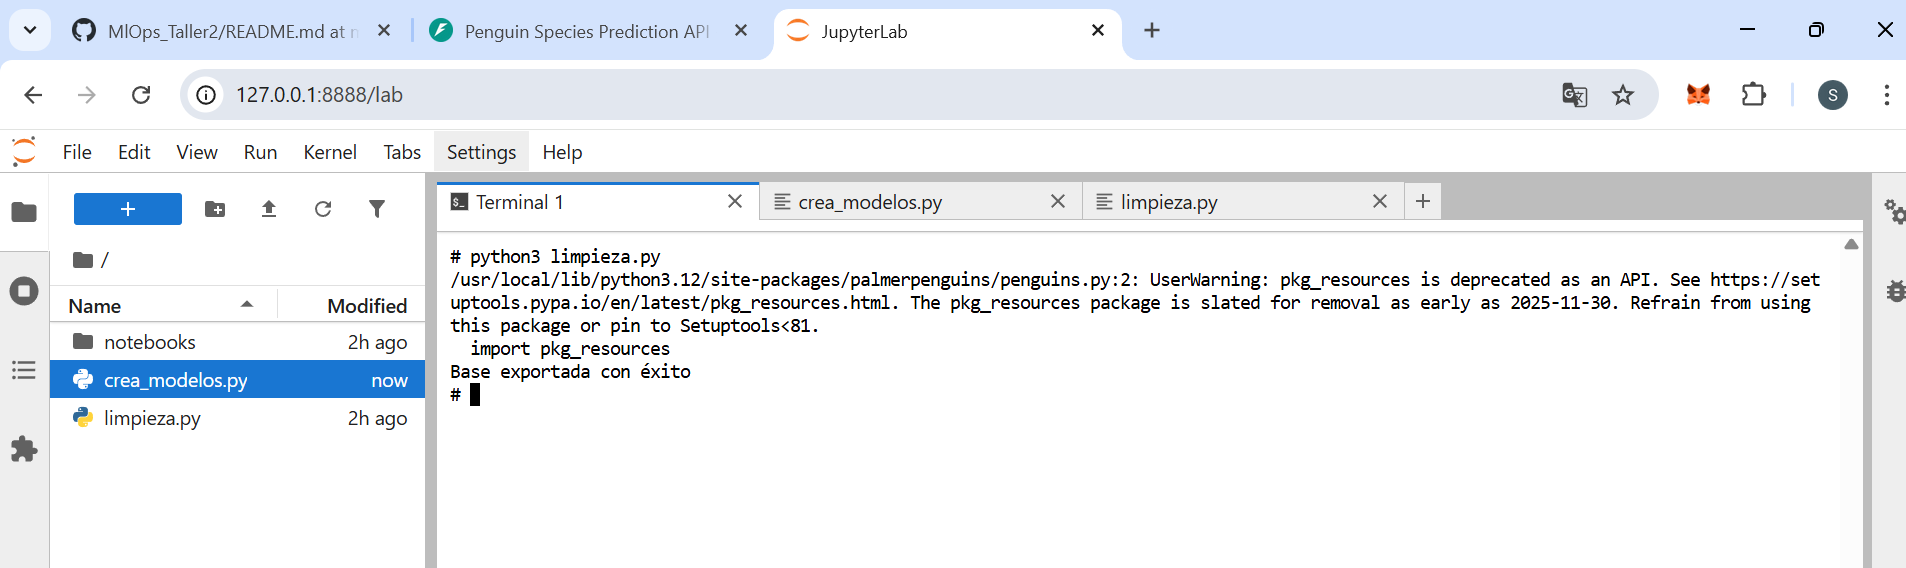 MlOps_Taller2/README.md at
Penguin Species Prediction API
JupyterLab
127.0.0.1:8888/lab
S
File Edit View Run Kernel Tabs Settings Help
Terminal 1
crea_modelos.py
limpieza.py
/
Name Modified
notebooks 2h ago
crea_modelos.py now
limpieza.py 2h ago
# python3 limpieza.py
/usr/local/lib/python3.12/site-packages/palmerpenguins/penguins.py:2: UserWarning: pkg_resources is deprecated as an API. See https://set
uptools.pypa.io/en/latest/pkg_resources.html. The pkg_resources package is slated for removal as early as 2025-11-30. Refrain from using
this package or pin to Setuptools<81.
import pkg_resources
Base exportada con éxito
#